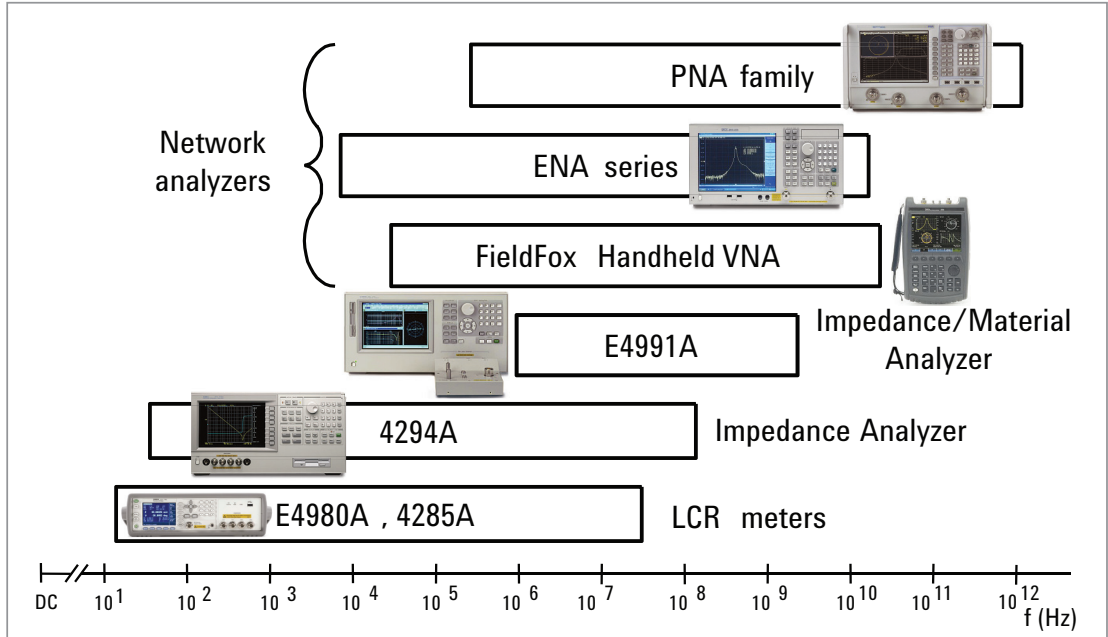 PNA family
Network
analyzers
ENA series
FieldFox Handheld VNA
Impedance/Material
Analyzer
E4991A
4294A
Impedance Analyzer
E4980A , 4285A
LCR meters
DC 10 1 10 2 10 3 10 4 10 5 10 6 10 7 10 8 10 9 10 10 10 11 10 12
f (Hz)